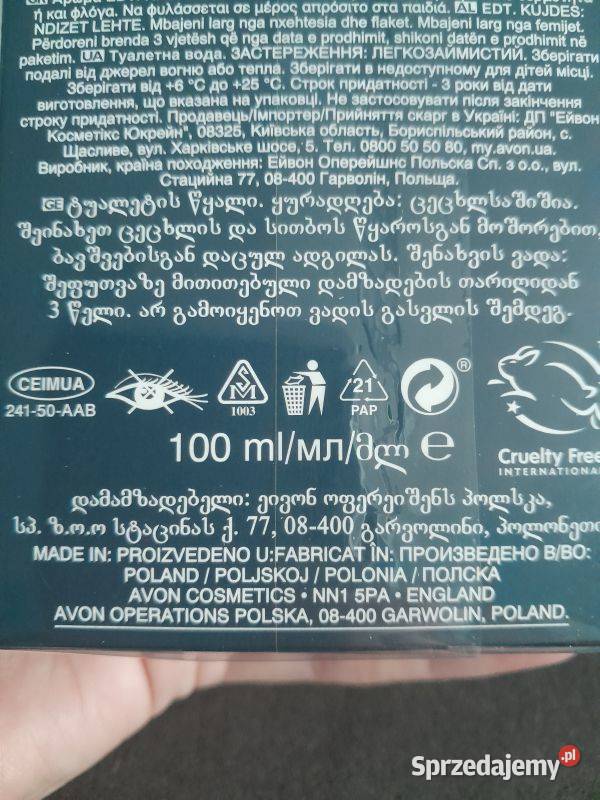 ή και φλόγα. Να φυλάσσεται σε μέρος απρόσιτο στα παιδιά. AL EDT. KUJDES:
NDIZET LEHTE. Mbajeni larg nga nxehtesia dhe flaket. Mbajeni larg nga femijet.
Përdoreni brenda 3 vjetësh që nga data e prodhimit, shikoni datën e prodhimit në
paketim. UA Туалетна вода. ЗАСТЕРЕЖЕННЯ: ЛЕГКОЗАЙМИСТИЙ. Зберігати
подалі від джерел вогню або тепла. Зберігати в недоступному для дітей місці.
Зберігати від +6 °C до +25 °C. Строк придатності - 3 роки від дати
виготовлення, що вказана на упаковці. Не застосовувати після закінчення
строку придатності. Продавець/Імпортер/Прийняття скарг в Україні: ДП "Ейвон
Косметікс Юкрейн", 08325, Київська область, Бориспільський район, с.
Щасливе, вул. Харківське шосе, 5. Тел. 0800 50 50 80, my.avon.ua.
Виробник, країна походження: Ейвон Оперейшнс Польска Сп. з о.о., вул.
Стаційна 77, 08-400 Гарволін, Польща.
GE ტუალეტის წყალი. ყურადღება: ცეცხლსაშიშია.
შეინახეთ ცეცხლის და სითბოს წყაროსგან მოშორებით,
ბავშვებისგან დაცულ ადგილას. შენახვის ვადა:
შეფუთვაზე მითითებული დამზადების თარიღიდან
3 წელი. არ გამოიყენოთ ვადის გასვლის შემდეგ.
CEIMUA
241-50-AAB
SM
1003
21
PAP
®
100 ml/мл/მლ ℮
Cruelty Free
INTERNATIONAL
დამამზადებელი: ეივონ ოფერეიშენს პოლსკა,
სპ. ზ.ო.ო სტაცინას ქ. 77, 08-400 გარვოლინი, პოლონეთი
MADE IN: PROIZVEDENO U:FABRICAT ÎN: ПРОИЗВЕДЕНО В/ВО:
POLAND / POLJSKOJ / POLONIA / ПОЛСКА
AVON COSMETICS • NN1 5PA • ENGLAND
AVON OPERATIONS POLSKA, 08-400 GARWOLIN, POLAND.
Sprzedajemy.pl